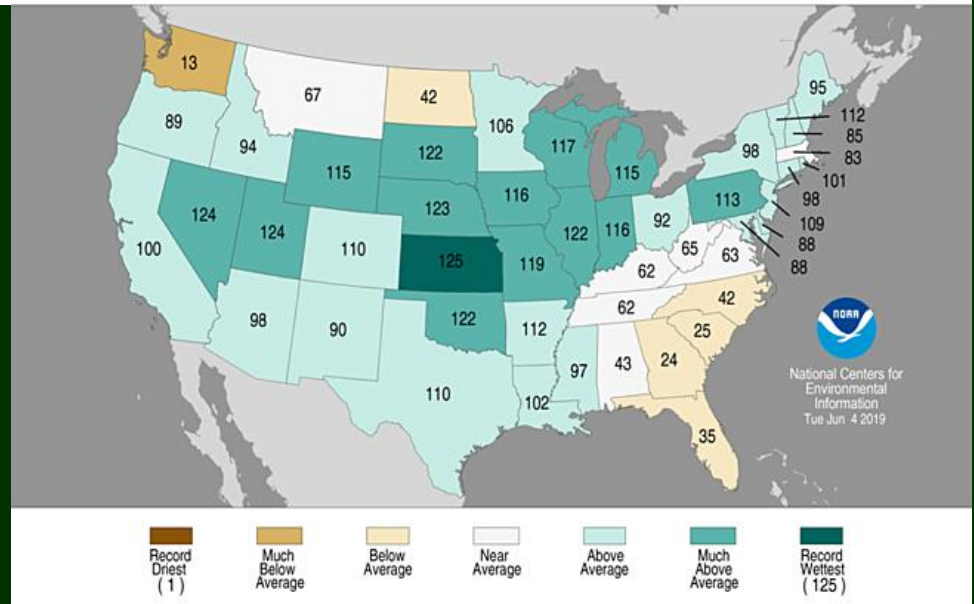 13
67
42
106
95
112
85
83
101
98
109
88
88
89
94
115
122
117
115
98
113
124
124
123
116
122
116
92
65
63
100
110
125
119
62
62
42
98
90
122
112
97
43
24
25
110
102
35
NOAA
National Centers for
Environmental
Information
Tue Jun 4 2019
Record
Driest
( 1 )
Much
Below
Average
Below
Average
Near
Average
Above
Average
Much
Above
Average
Record
Wettest
( 125 )